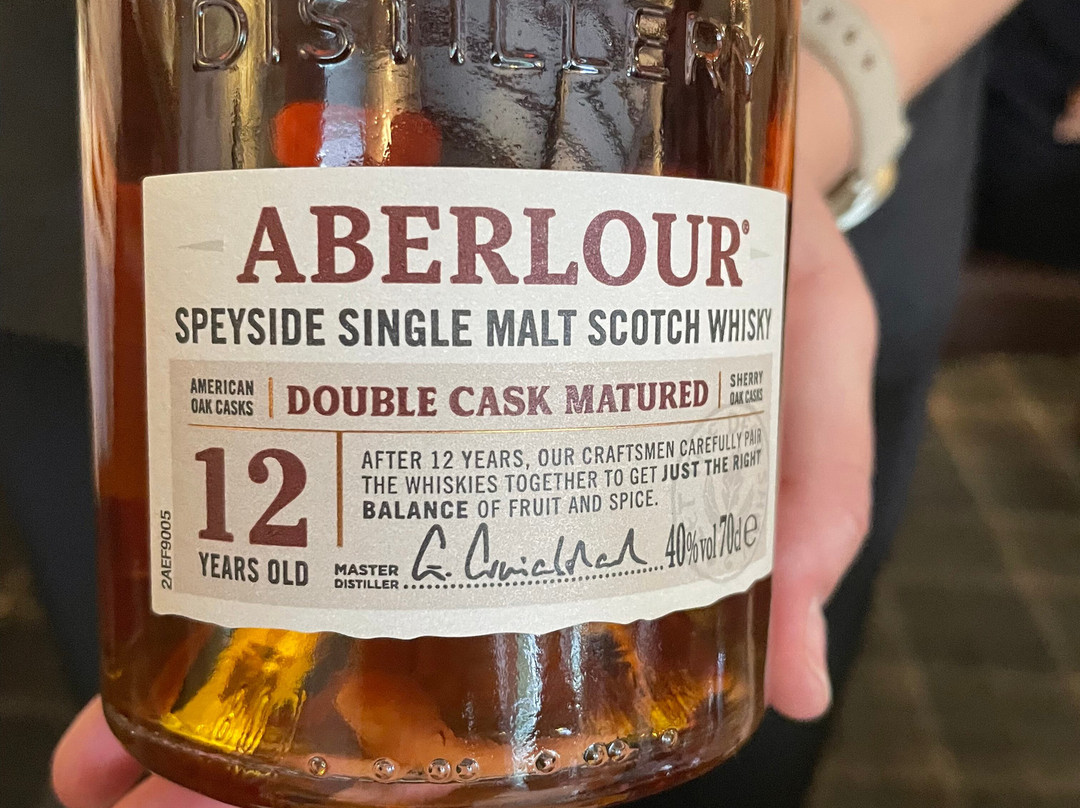 DISTILLERY
ABERLOUR®
SPEYSIDE SINGLE MALT SCOTCH WHISKY
AMERICAN OAK CASKS
DOUBLE CASK MATURED
SHERRY OAK CASKS
12
YEARS OLD
AFTER 12 YEARS, OUR CRAFTSMEN CAREFULLY PAIR
THE WHISKIES TOGETHER TO GET JUST THE RIGHT
BALANCE OF FRUIT AND SPICE.
MASTER
DISTILLER
40%vol 70cl e
2AEF9005